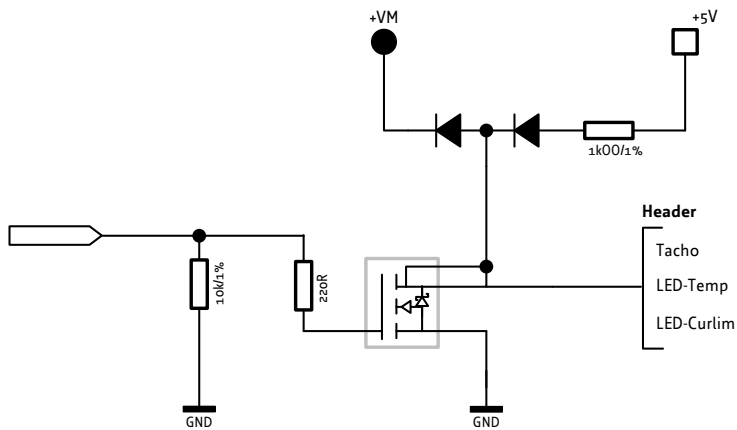 +VM
+5V
1k00/1%
Header
Tacho
10k/1%
220R
LED-Temp
LED-Curlim
GND
GND